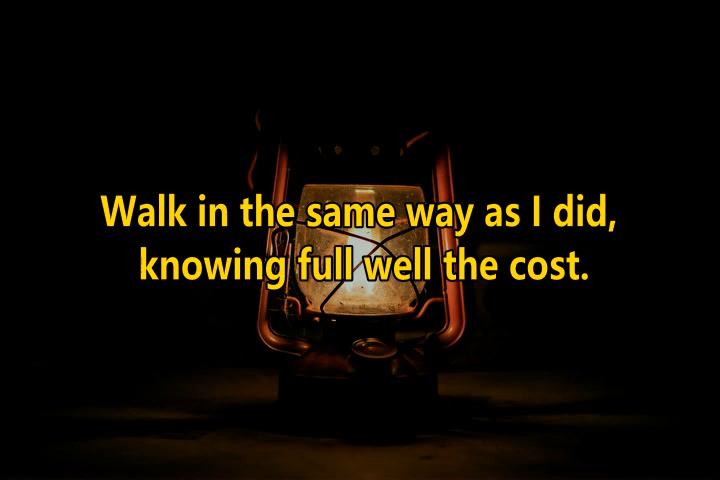 Walk in the same way as I did,
knowing full well the cost.